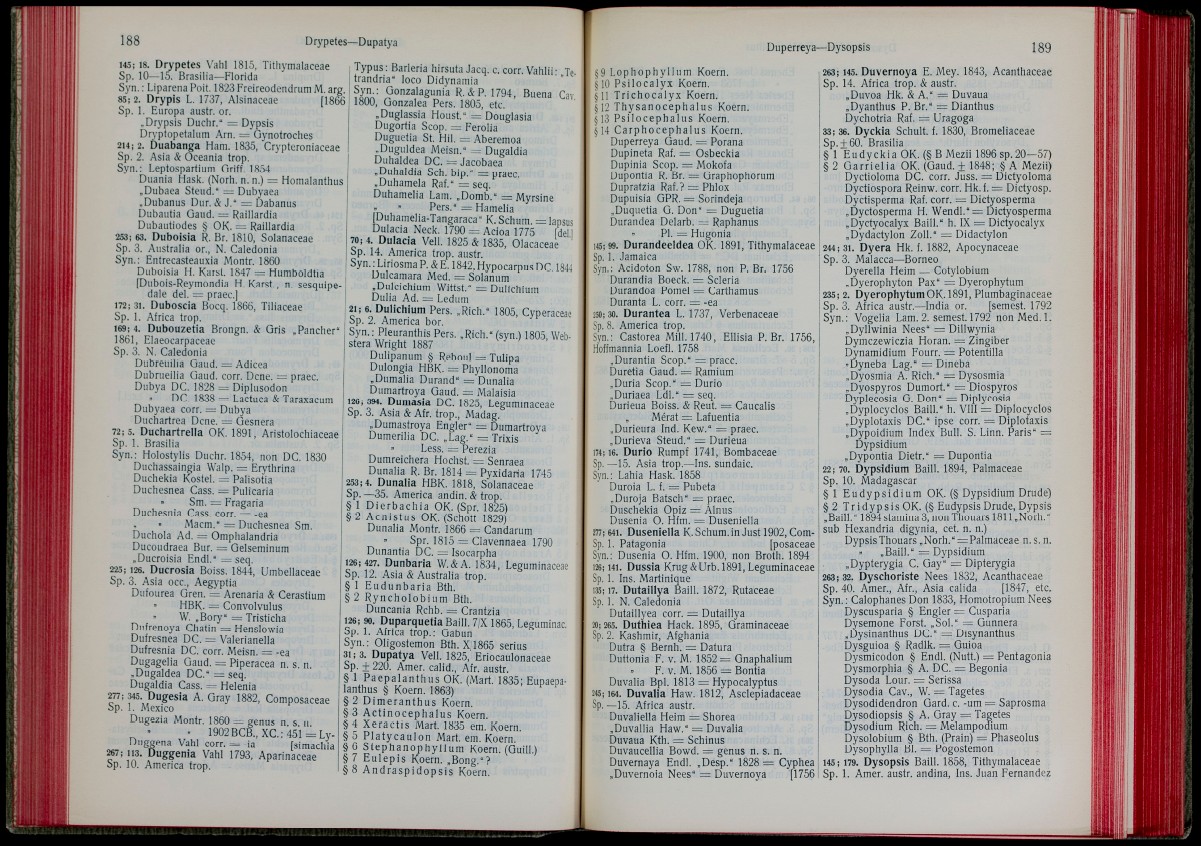 188
Drypetes—Dupatya
145; 18. Drypetes Vahl 1815, Tithymalaceae
Sp. 10—15. Brasilia—Florida
Syn.: Liparena Poit. 1823 Freireodendrum M. arg.
85; 2. Drypis L. 1737, Alsinaceae [1866
Sp. 1. Europa austr. or.
„Drypsis Duchr.“ = Dypsis
Dryptopetalum Arn. = Gynotroches
214; 2. Duabanga Ham. 1835, Crypteroniaceae
Sp. 2. Asia & Oceania trop.
Syn.: Leptospartium Griff. 1854
Duania Hask. (Norh. n. n.) = Homalanthus
„Dubaea Steud.“ = Dubyaea
„Dubanus Dur. & J.“ = Dabanus
Dubautia Gaud. = Raillardia
Dubautiodes § OK. = Raillardia
253; 63. Duboisia R. Br. 1810, Solanaceae
Sp. 3. Australia or., N. Caledonia
Syn.: Entrecasteauxia Montr. 1860
Duboisia H. Karst. 1847 = Humboldtia
[Dubois-Reymondia H. Karst., n. sesquipe-
dale del. = praec.]
172; 31. Duboscia Bocq. 1866, Tiliaceae
Sp. 1. Africa trop.
169; 4. Dubouzetia Brongn. & Gris „Pancher“
1861, Elaeocarpaceae
Sp. 3. N. Caledonia
Dubreuilia Gaud. = Adicea
Dubrueilia Gaud. corr. Dcne. = praec.
Dubya DC. 1828 = Diplusodon
" DC. 1838 = Lactuca & Taraxacum
Dubyaea corr. = Dubya
Duchartrea Dcne. = Gesnera
72; 5. Duchartrella OK. 1891, Aristolochiaceae
Sp. 1. Brasilia
Syn.: Holostylis Duchr. 1854, non DC. 1830
Duchassaingia Walp. = Erythrina
Duchekia Kostel. = Palisotia
Duchesnea Cass. = Pulicaria
" Sm. = Fragaria
Duchesnia Cass. corr. = -ea
" " Macm.“ = Duchesnea Sm.
Duchola Ad. = Omphalandria
Ducoudraea Bur. = Gelseminum
„Ducroisia Endl.“ = seq.
225; 126. Ducrosia Boiss. 1844, Umbellaceae
Sp. 3. Asia occ., Aegyptia
Dufourea Gren. = Arenaria & Cerastium
" HBK. = Convolvulus
" W. „Bory“ = Tristicha
Dufrenoya Chatin = Henslowia
Dufresnea DC. = Valerianella
Dufresnia DC. corr. Meisn. = -ea
Dugagelia Gaud. = Piperacea n. s. n.
„Dugaldea DC.“ = seq.
Dugaldia Cass. = Helenia
277; 345. Dugesia A. Gray 1882, Composaceae
Sp. 1. Mexico
Dugezia Montr. 1860 = genus n. s. n.
" " 1902 BCB., XC.; 451 = Ly-
Duggena Vahl corr. = -ia [simachia
267; 113. Duggenia Vahl 1793, Aparinaceae
Sp. 10. America trop.
Typus: Barleria hirsuta Jacq. c. corr. Vahlii: „Te-
trandria“ loco Didynamia
Syn.: Gonzalagunia R. & P. 1794, Buena Cav.
1800, Gonzalea Pers. 1805, etc.
„Duglassia Houst.“ = Douglasia
Dugortia Scop. = Ferolia
Duguetia St. Hil. = Aberemoa
„Duguldea Meisn.“ = Dugaldia
Duhaldea DC. = Jacobaea
„Duhaldia Sch. bip.“ = praec.
„Duhamela Raf.“ = seq.
Duhamelia Lam. „Domb.“ = Myrsine
" " Pers.“ = Hamelia
[Duhamelia-Tangaraca“ K. Schum. = lapsus
Dulacia Neck. 1790 = Acioa 1775 [del.]
70; 4. Dulacia Vell. 1825 & 1835, Olacaceae
Sp. 14. America trop. austr.
Syn.: Liriosma P. & E. 1842, Hypocarpus DC. 1844
Dulcamara Med. = Solanum
„Dulcichium Wittst.“ = Dulichium
Dulia Ad. = Ledum
21; 6. Dulichium Pers. „Rich.“ 1805, Cyperaceae
Sp. 2. America bor.
Syn.: Pleuranthis Pers. „Rich.“ (syn.) 1805, Web-
stera Wright 1887
Dulipanum § Reboul = Tulipa
Dulongia HBK. = Phyllonoma
„Dumalia Durand“ = Dunalia
Dumartroya Gaud. = Malaisia
126; 394. Dumasia DC. 1825, Leguminaceae
Sp. 3. Asia & Afr. trop., Madag.
„Dumastroya Engler“ = Dumartroya
Dumerilia DC. „Lag.“ = Trixis
" Less. = Perezia
Dumreichera Hochst. = Senraea
Dunalia R. Br. 1814 = Pyxidaria 1745
253; 4. Dunalia HBK. 1818, Solanaceae
Sp. —35. America andin. & trop.
§ 1 Dierbachia OK. (Spr. 1825)
§ 2 Acnistus OK. (Schott 1829)
Dunalia Montr. 1866 = Candarum
" Spr. 1815 = Clavennaea 1790
Dunantia DC. = Isocarpha
126; 427. Dunbaria W. & A. 1834, Leguminaceae
Sp. 12. Asia & Australia trop.
§ 1 Eudunbaria Bth.
§ 2 Ryncholobium Bth.
Duncania Rchb. = Crantzia
126; 90. Duparquetia Baill. 7/X 1865, Leguminac.
Sp. 1. Africa trop.: Gabun
Syn.: Oligostemon Bth. X|1865 serius
31; 3. Dupatya Vell. 1825, Eriocaulonaceae
Sp. ± 220. Amer. calid., Afr. austr.
§ 1 Paepalanthus OK. (Mart. 1835; Eupaepa-
lanthus § Koern. 1863)
§ 2 Dimeranthus Koern.
§ 3 Actinocephalus Koern.
§ 4 Xeractis Mart. 1835 em. Koern.
§ 5 Platycaulon Mart. em. Koern.
§ 6 Stephanophyllum Koern. (Guill.)
§ 7 Eulepis Koern. „Bong.“?
§ 8 Andraspidopsis Koern.
Duperreya—Dysopsis
189
§ 9 Lophophyllum Koern.
§ 10 Psilocalyx Koern.
§ 11 Trichocalyx Koern.
§ 12 Thysanocephalus Koern.
§ 13 Psilocephalus Koern.
§ 14 Carphocephalus Koern.
Duperreya Gaud. = Porana
Dupineta Raf. = Osbeckia
Dupinia Scop. = Mokofa
Dupontia R. Br. = Graphophorum
Dupratzia Raf.? = Phlox
Dupuisia GPR. = Sorindeja
„Duquetia G. Don“ = Duguetia
Durandea Delarb. = Raphanus
" Pl. = Hugonia
145; 99. Durandeeldea OK. 1891, Tithymalaceae
Sp. 1. Jamaica
Syn.: Acidoton Sw. 1788, non P. Br. 1756
Durandia Boeck. = Scleria
Durandoa Pomel = Carthamus
Duranta L. corr. = -ea
250; 30. Durantea L. 1737, Verbenaceae
Sp. 8. America trop.
Syn.: Castorea Mill. 1740, Ellisia P. Br. 1756,
Hoffmannia Loefl. 1758
„Durantia Scop.“ = praec.
Duretia Gaud. = Ramium
„Duria Scop.“ = Durio
„Duriaea Ldl.“ = seq.
Durieua Boiss. & Reut. = Caucalis
" Mérat = Lafuentia
„Durieura Ind. Kew.“ = praec.
„Durieva Steud.“ = Durieua
174; 16. Durio Rumpf 1741, Bombaceae
Sp. —15. Asia trop.—Ins. sundaic.
Syn.: Lahia Hask. 1858
Duroia L. f. = Pubeta
„Duroja Batsch“ = praec.
Duschekia Opiz = Alnus
Dusenia O. Hfm. = Duseniella
277; 641. Duseniella K. Schum. in Just 1902, Com-
Sp. 1. Patagonia [posaceae
Syn.: Dusenia O. Hfm. 1900, non Broth. 1894
126; 141. Dussia Krug & Urb. 1891, Leguminaceae
Sp. 1. Ins. Martinique
135; 17. Dutaillya Baill. 1872, Rutaceae
Sp. 1. N. Caledonia
Dutaillyea corr. = Dutaillya
20; 265. Duthiea Hack. 1895, Graminaceae
Sp. 2. Kashmir, Afghania
Dutra § Bernh. = Datura
Duttonia F. v. M. 1852 = Gnaphalium
" F. v. M. 1856 = Bontia
Duvalia Bpl. 1813 = Hypocalyptus
245; 164. Duvalia Haw. 1812, Asclepiadaceae
Sp. —15. Africa austr.
Duvaliella Heim = Shorea
„Duvallia Haw.“ = Duvalia
Duvaua Kth. = Schinus
Duvaucellia Bowd. = genus n. s. n.
Duvernaya Endl. „Desp.“ 1828 = Cyphea
„Duvernoia Nees“ = Duvernoya [1756
263; 145. Duvernoya E. Mey. 1843, Acanthaceae
Sp. 14. Africa trop. & austr.
„Duvoa Hk. & A.“ = Duvaua
„Dyanthus P. Br.“ = Dianthus
Dychotria Raf. = Uragoga
33; 36. Dyckia Schult. f. 1830, Bromeliaceae
Sp. ± 60. Brasilia
§ 1 Eudyckia OK. (§ B Mezii 1896 sp. 20—57)
§ 2 Garrielia OK. (Gaud. ± 1848; § A Mezii)
Dyctioloma DC. corr. Juss. = Dictyoloma
Dyctiospora Reinw. corr. Hk. f. = Dictyosp.
Dyctisperma Raf. corr. = Dictyosperma
„Dyctosperma H. Wendl.“ = Dictyosperma
„Dyctyocalyx Baill.“ h. IX = Dictyocalyx
„Dydactylon Zoll.“ = Didactylon
244; 31. Dyera Hk. f. 1882, Apocynaceae
Sp. 3. Malacca—Borneo
Dyerella Heim = Cotylobium
„Dyerophyton Pax“ = Dyerophytum
235; 2. Dyerophytum OK. 1891, Plumbaginaceae
Sp. 3. Africa austr.—India or. [semest. 1792
Syn.: Vogelia Lam. 2. semest. 1792 non Med. 1.
„Dyllwinia Nees“ = Dillwynia
Dymczewiczia Horan. = Zingiber
Dynamidium Fourr. = Potentilla
„Dyneba Lag.“ = Dineba
„Dyosmia A. Rich.“ = Dysosmia
„Dyospyros Dumort.“ = Diospyros
Dyplecosia G. Don“ = Diplycosia
„Dyplocyclos Baill.“ h. VIII = Diplocyclos
„Dyplotaxis DC.“ ipse corr. = Diplotaxis
„Dypoidium Index Bull. S. Linn. Paris“ =
Dypsidium
„Dypontia Dietr.“ = Dupontia
22; 70. Dypsidium Baill. 1894, Palmaceae
Sp. 10. Madagascar
§ 1 Eudypsidium OK. (§ Dypsidium Drude)
§ 2 Tridypsis OK. (§ Eudypsis Drude, Dypsis
„Baill.“ 1894 stamina 3, non Thouars 1811 „Norh.“
sub Hexandria digynia, cet. n. n.)
Dypsis Thouars „Norh.“ = Palmaceae n. s. n.
" „Baill.“ = Dypsidium
„Dypterygia C. Gay“ = Dipterygia
263; 32. Dyschoriste Nees 1832, Acanthaceae
Sp. 40. Amer., Afr., Asia calida [1847, etc.
Syn.: Calophanes Don 1833, Homotropium Nees
Dyscusparia § Engler = Cusparia
Dysemone Forst. „Sol.“ = Gunnera
„Dysinanthus DC.“ = Disynanthus
Dysguioa § Radlk. = Guioa
Dysmicodon § Endl. (Nutt.) = Pentagonia
Dysmorphia § A. DC. = Begonia
Dysoda Lour. = Serissa
Dysodia Cav., W. = Tagetes
Dysodidendron Gard. c. -um = Saprosma
Dysodiopsis § A. Gray = Tagetes
Dysodium Rich. = Melampodium
Dysolobium § Bth. (Prain) = Phaseolus
Dysophylla Bl. = Pogostemon
145; 179. Dysopsis Baill. 1858, Tithymalaceae
Sp. 1. Amer. austr. andina, Ins. Juan Fernandez